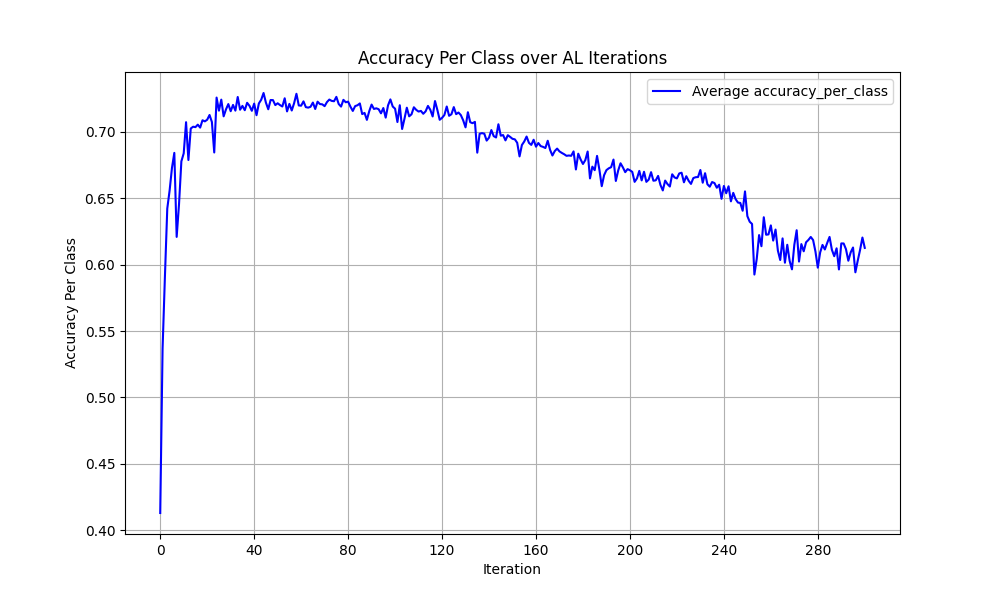 Accuracy Per Class over AL Iterations
Average accuracy_per_class
Accuracy Per Class
0.70
0.65
0.60
0.55
0.50
0.45
0.40
0 40 80 120 160 200 240 280
Iteration